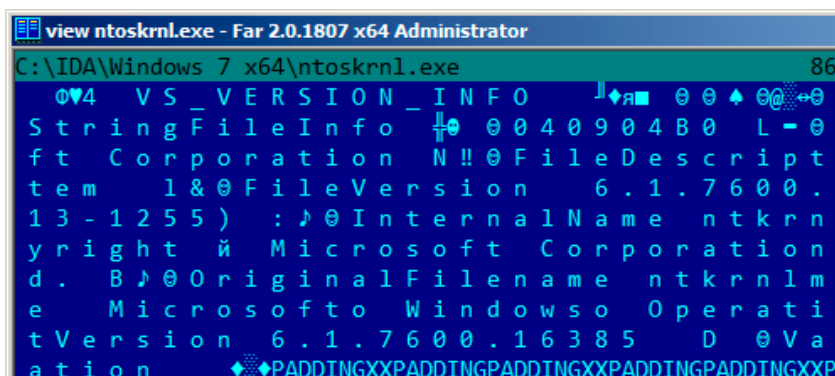 view ntoskrnl.exe - Far 2.0.1807 x64 Administrator
C:\IDA\Windows 7 x64\ntoskrnl.exe 86
Ф♥4 V S _ V E R S I O N _ I N F O ╜♦я■ ☺ ☺ ♠ ☺@░↔☺
S t r i n g F i l e I n f o ╬☻ ☺ 0 4 0 9 0 4 B 0 L ▬ ☺
f t C o r p o r a t i o n N ‼ ☺ F i l e D e s c r i p t
t e m l & ☺ F i l e V e r s i o n 6 . 1 . 7 6 0 0 .
1 3 - 1 2 5 5 ) : ♪ ☺ I n t e r n a l N a m e n t k r n
y r i g h t й M i c r o s o f t C o r p o r a t i o n
d . B ♪ ☺ O r i g i n a l F i l e n a m e n t k r n l m
e M i c r o s o f t o W i n d o w s o O p e r a t i
t V e r s i o n 6 . 1 . 7 6 0 0 . 1 6 3 8 5 D ☺ V a
a t i o n ♦░♦PADDINGXXPADDINGPADDINGXXPADDINGPADDINGXXP